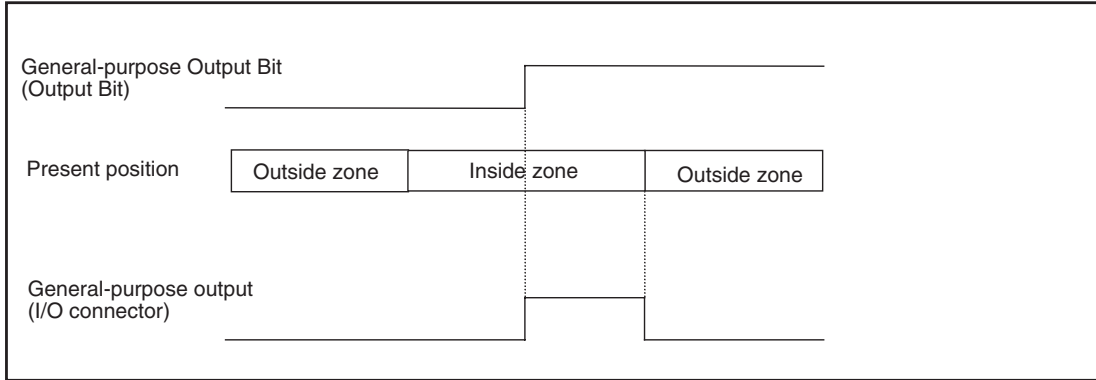 General-purpose Output Bit
(Output Bit)
Present position
Outside zone
Inside zone
Outside zone
General-purpose output
(I/O connector)